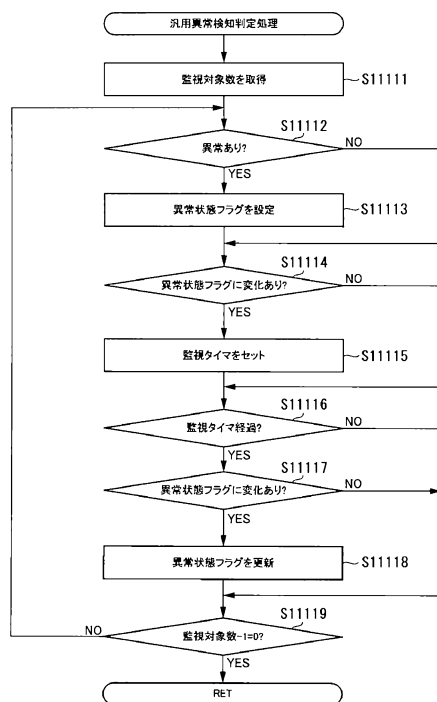 汎用異常検知判定処理
監視対象数を取得
S11111
S11112
異常あり?
NO
YES
異常状態フラグを設定
S11113
S11114
異常状態フラグに変化あり?
NO
YES
監視タイマをセット
S11115
S11116
監視タイマ経過?
NO
YES
S11117
異常状態フラグに変化あり?
NO
YES
異常状態フラグを更新
S11118
S11119
NO
監視対象数-1=0?
YES
RET